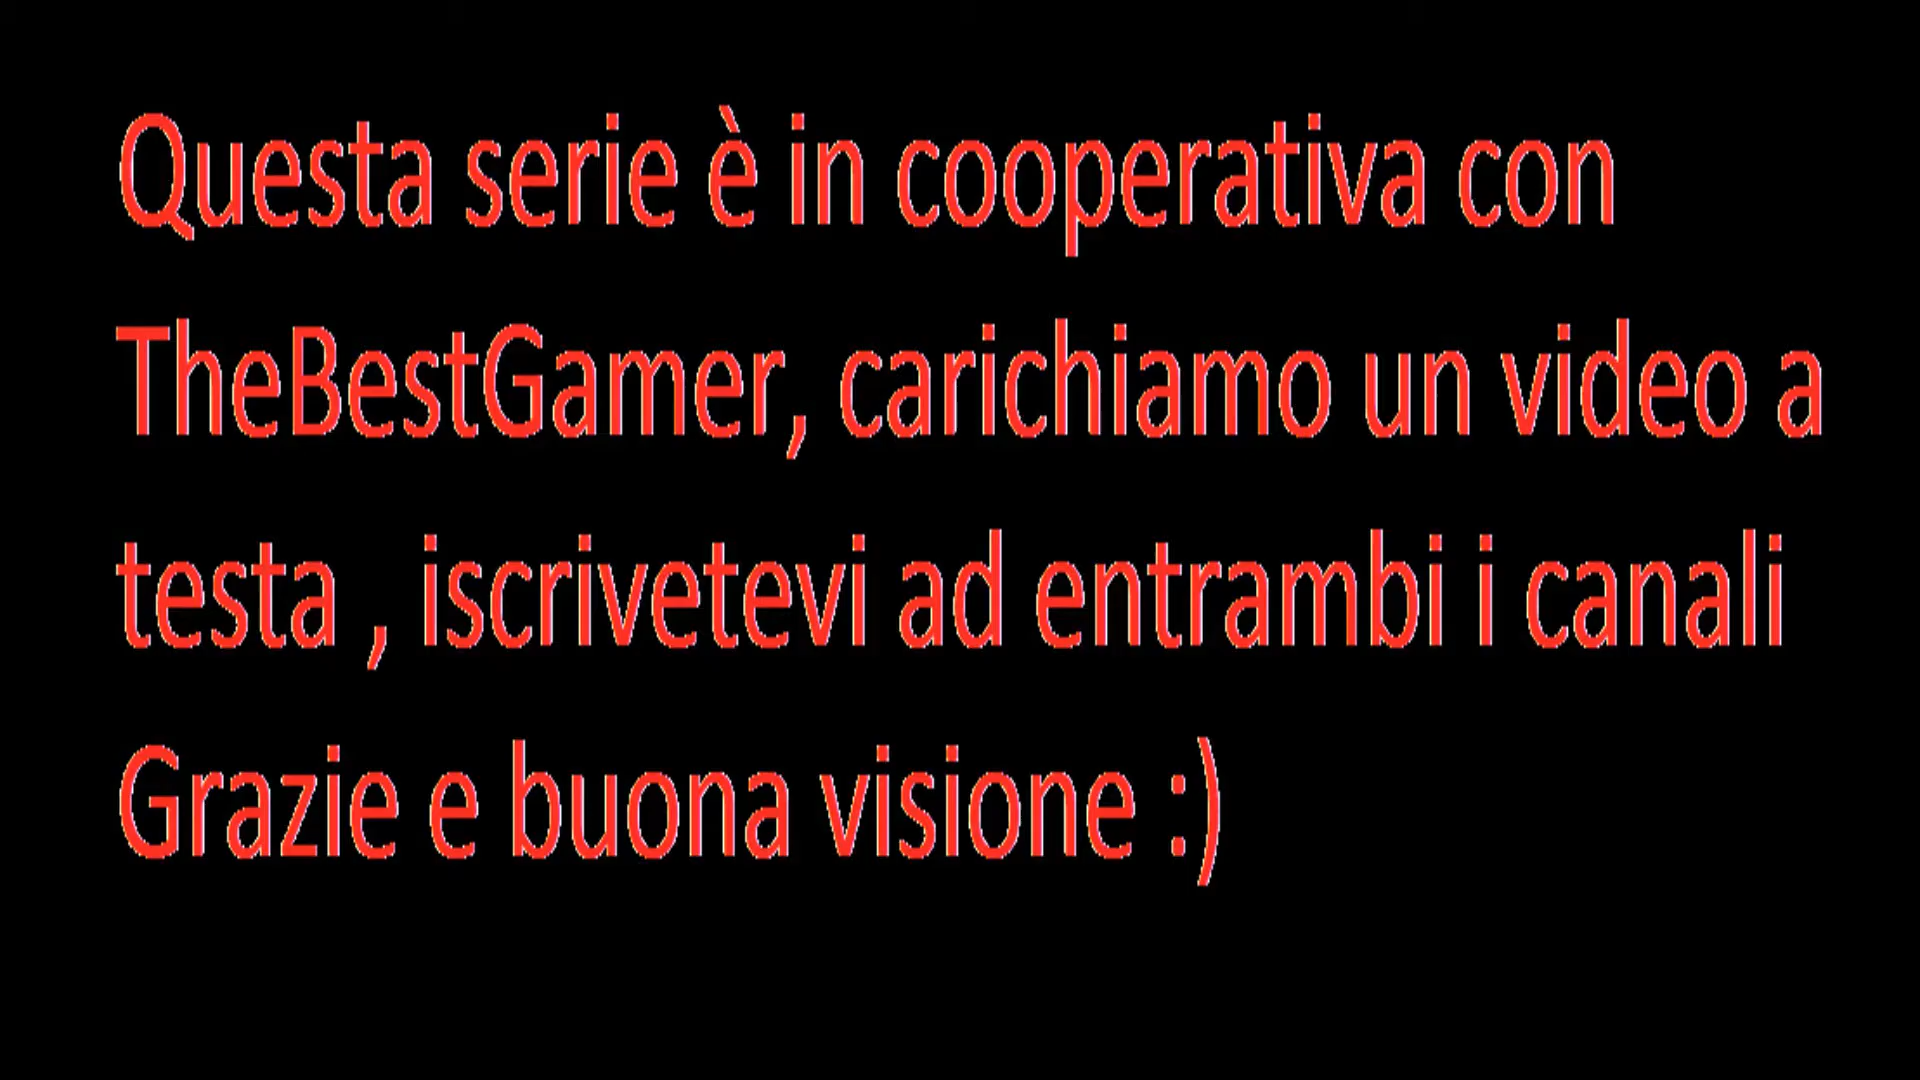 Questa serie è in cooperativa con
TheBestGamer, carichiamo un video a
testa , iscrivetevi ad entrambi i canali
Grazie e buona visione :)